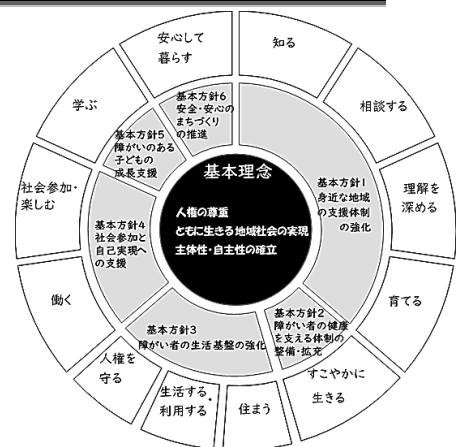 基本理念
人権の尊重
ともに生きる地域社会の実現
主体性・自主性の確立
基本方針1
身近な地域
の支援体制
の強化
基本方針2
障がい者の健康
を支える体制の
整備・拡充
基本方針3
障がい者の生活基盤の強化
基本方針4
社会参加と
自己実現へ
の支援
基本方針5
障がいのある
子どもの
成長支援
基本方針6
安全・安心の
まちづくり
の推進
知る
相談する
理解を
深める
育てる
すこやかに
生きる
住まう
生活する・
利用する
人権を
守る
働く
社会参加・
楽しむ
学ぶ
安心して
暮らす